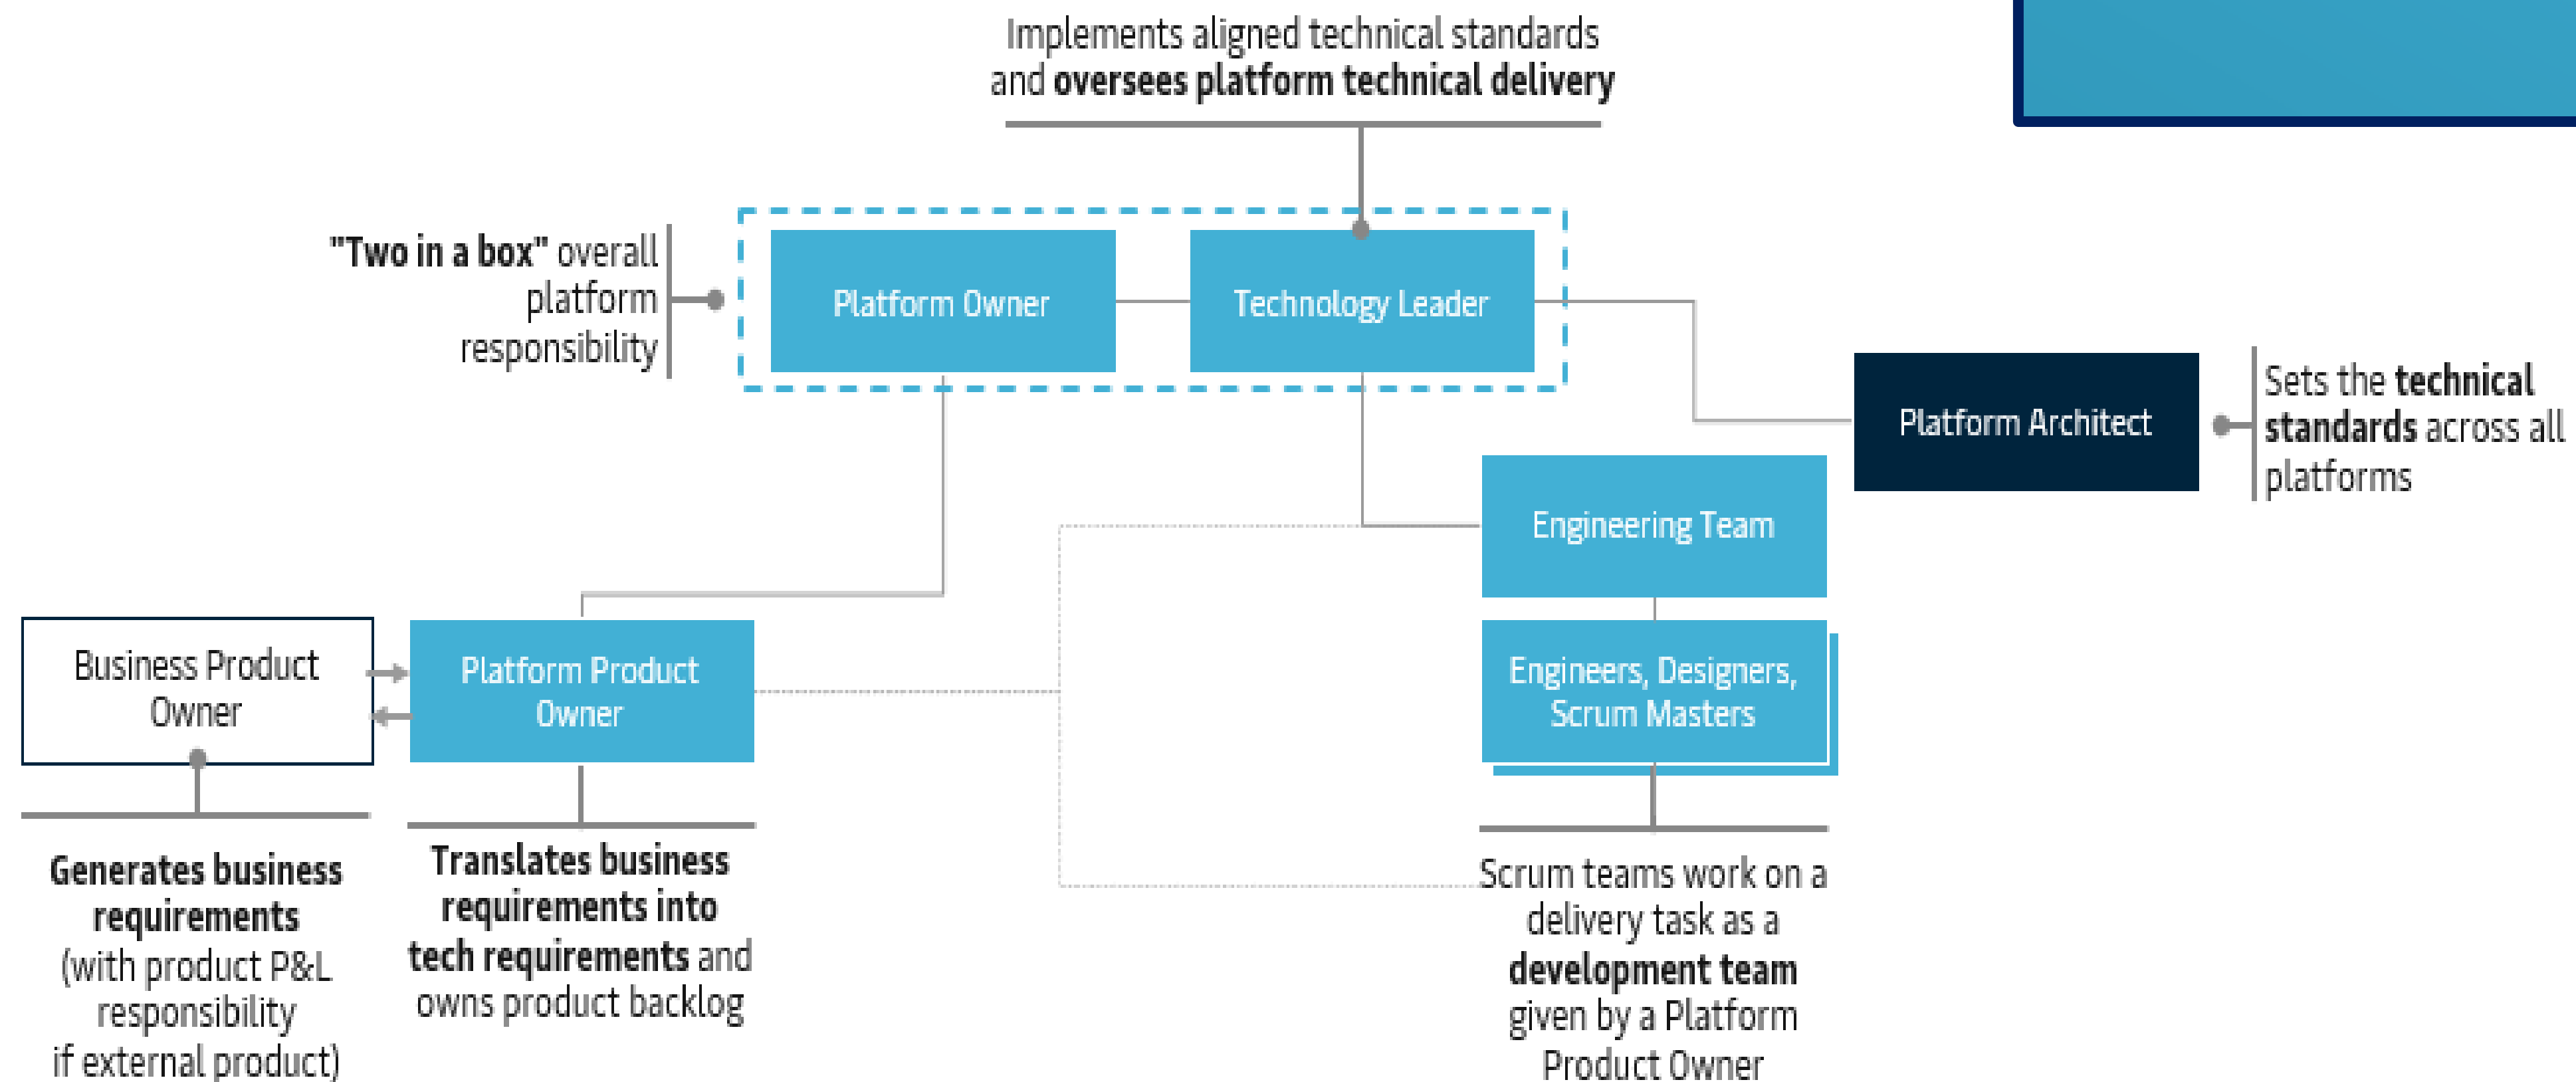 Implements aligned technical standards
and oversees platform technical delivery
"Two in a box" overall
platform
responsibility
Platform Owner
Technology Leader
Platform Architect
Sets the technical
standards across all
platforms
Engineering Team
Business Product
Owner
Platform Product
Owner
Engineers, Designers,
Scrum Masters
Generates business
requirements
(with product P&L
responsibility
if external product)
Translates business
requirements into
tech requirements and
owns product backlog
Scrum teams work on a
delivery task as a
development team
given by a Platform
Product Owner